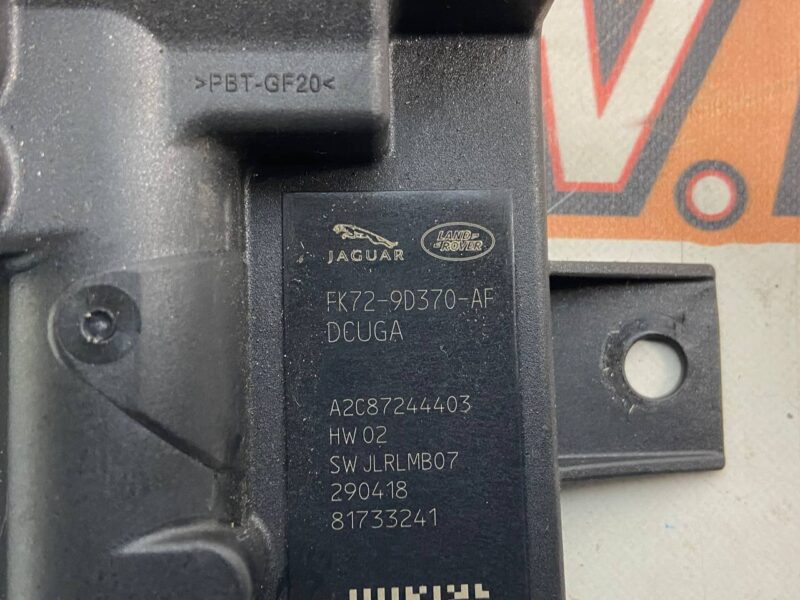 >PBT-GF20<
JAGUAR
LAND
ROVER
FK72-9D370-AF
DCUGA
A2C87244403
HW 02
SW JLRLMB07
290418
81733241
V.